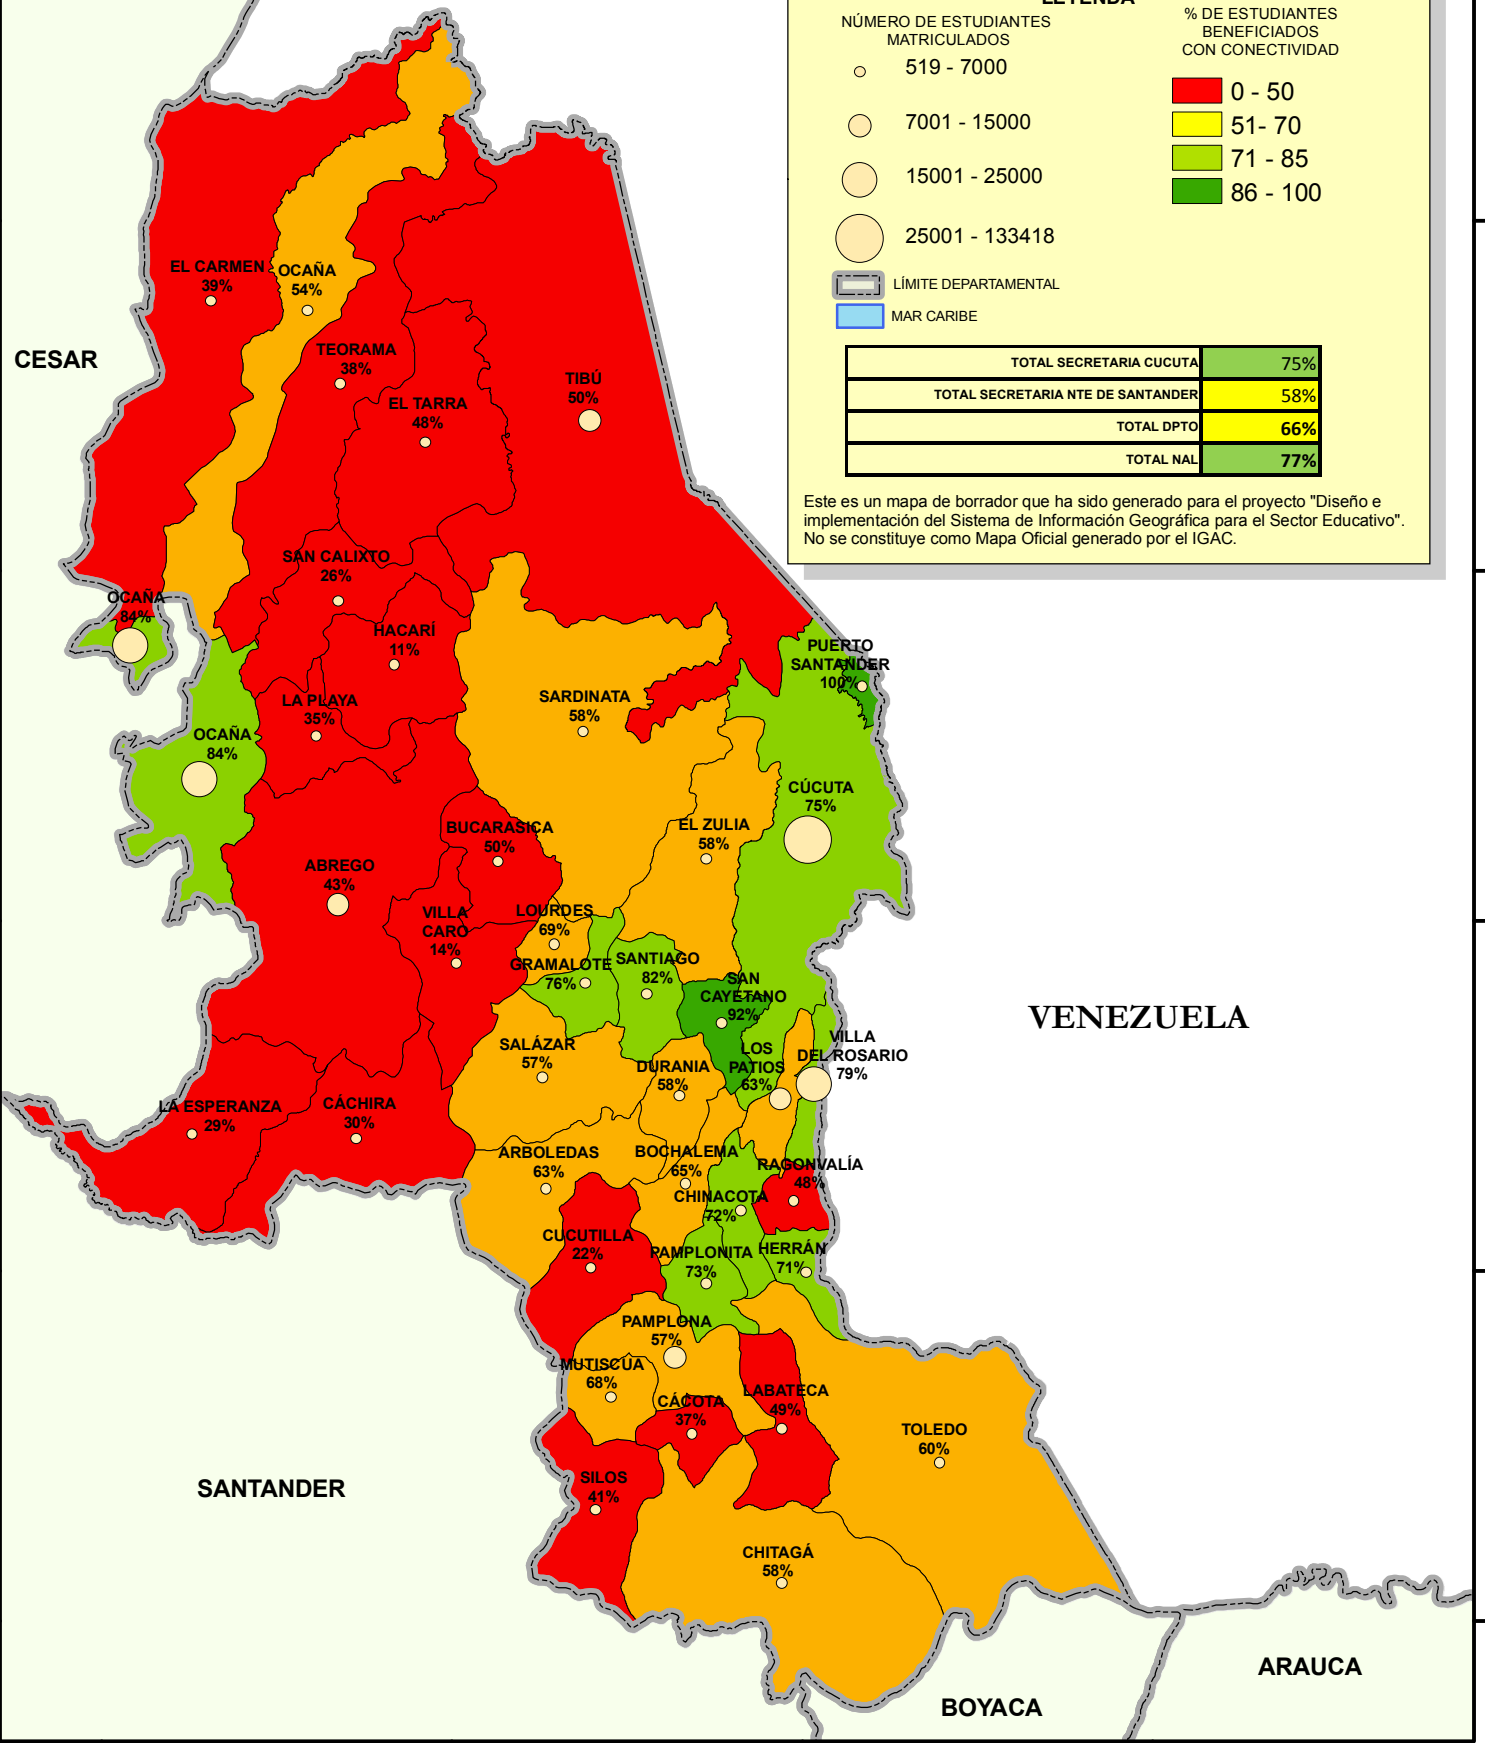 LEYENDA
NÚMERO DE ESTUDIANTES
MATRICULADOS
519 - 7000
7001 - 15000
15001 - 25000
25001 - 133418
LÍMITE DEPARTAMENTAL
MAR CARIBE
% DE ESTUDIANTES
BENEFICIADOS
CON CONECTIVIDAD
0 - 50
51- 70
71 - 85
86 - 100
TOTAL SECRETARIA CUCUTA 75%
TOTAL SECRETARIA NTE DE SANTANDER 58%
TOTAL DPTO 66%
TOTAL NAL 77%
Este es un mapa de borrador que ha sido generado para el proyecto "Diseño e
implementación del Sistema de Información Geográfica para el Sector Educativo".
No se constituye como Mapa Oficial generado por el IGAC.
EL CARMEN
39%
OCAÑA
54%
CESAR
TEORAMA
38%
EL TARRA
48%
TIBÚ
50%
SAN CALIXTO
26%
OCAÑA
84%
HACARÍ
11%
PUERTO
SANTANDER
100%
LA PLAYA
35%
SARDINATA
58%
OCAÑA
84%
CÚCUTA
75%
BUCARASICA
50%
EL ZULIA
58%
ABREGO
43%
VILLA
CARO
14%
LOURDES
69%
GRAMALOTE
76%
SANTIAGO
82%
SAN
CAYETANO
92%
VENEZUELA
SALÁZAR
57%
DURANIA
58%
LOS
PATIOS
63%
VILLA
DEL ROSARIO
79%
LA ESPERANZA
29%
CÁCHIRA
30%
ARBOLEDAS
63%
BOCHALEMA
65%
RAGONVALÍA
48%
CHINACOTA
72%
CUCUTILLA
22%
PAMPLONITA
73%
HERRÁN
71%
PAMPLONA
57%
MUTISCUA
68%
CÁCOTA
37%
LABATECA
49%
TOLEDO
60%
SANTANDER
SILOS
41%
CHITAGÁ
58%
ARAUCA
BOYACA